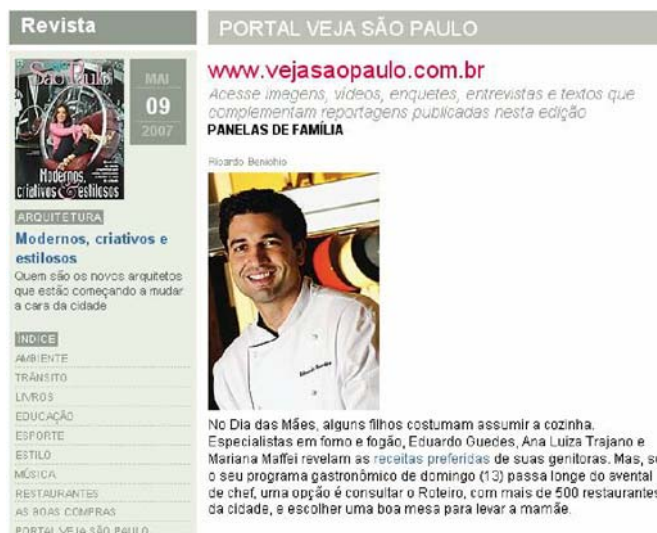 Revista
São Paulo
Modernos,
criativos & estilosos
MAI
09
2007
ARQUITETURA
Modernos, criativos e
estilosos
Quem são os novos arquitetos
que estão começando a mudar
a cara da cidade
ÍNDICE
AMBIENTE
TRÂNSITO
LIVROS
EDUCAÇÃO
ESPORTE
ESTILO
MÚSICA
RESTAURANTES
AS BOAS COMPRAS
PORTAL VEJA SÃO PAULO
PORTAL VEJA SÃO PAULO
www.vejasaopaulo.com.br
Acesse imagens, vídeos, enquetes, entrevistas e textos que
complementam reportagens publicadas nesta edição
PANELAS DE FAMÍLIA
Ricardo Benichio
No Dia das Mães, alguns filhos costumam assumir a cozinha.
Especialistas em forno e fogão, Eduardo Guedes, Ana Luiza Trajano e
Mariana Maffei revelam as receitas preferidas de suas genitoras. Mas, s
o seu programa gastronômico de domingo (13) passa longe do avental
de chef, uma opção é consultar o Roteiro, com mais de 500 restaurantes
da cidade, e escolher uma boa mesa para levar a mamãe.